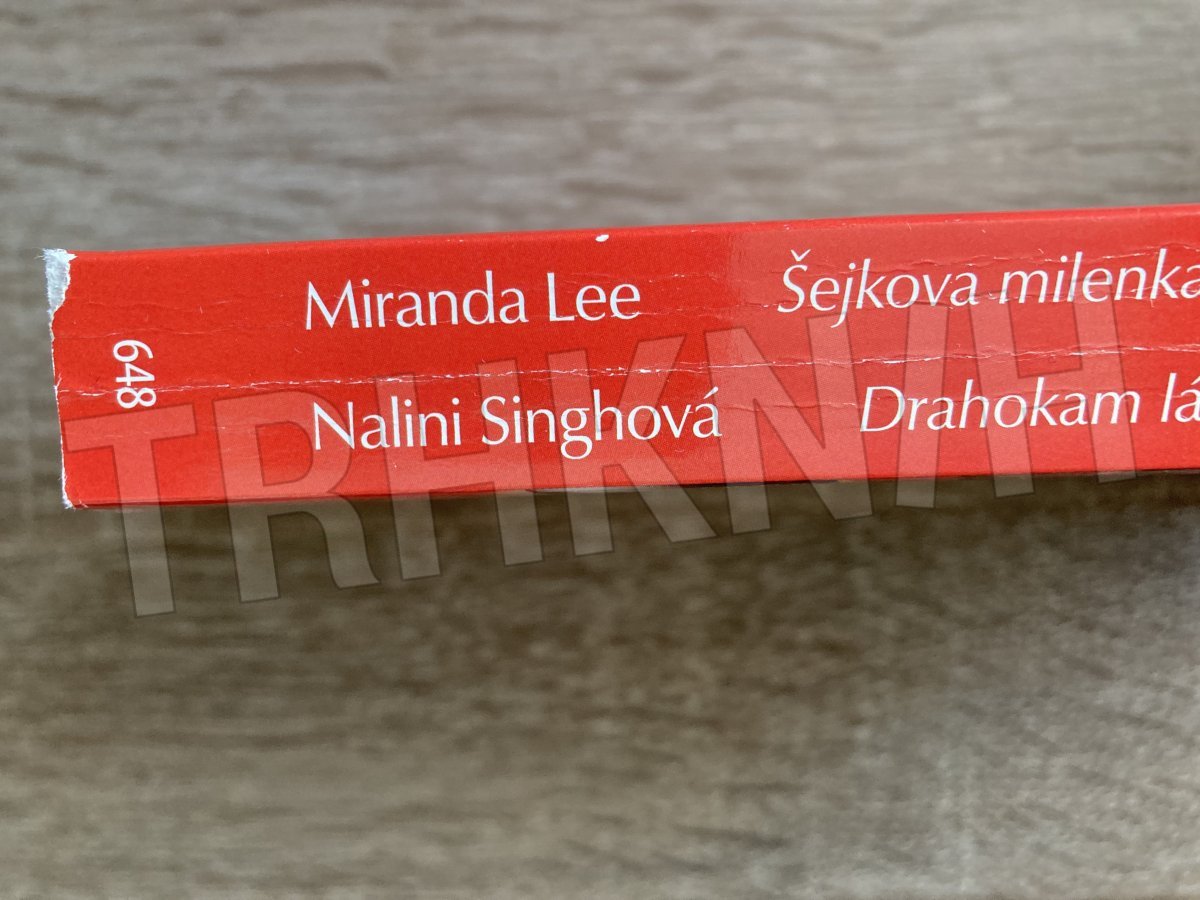 Miranda Lee Šejkova milenka
648
Nalini Singhová Drahokam
TRHKNIH